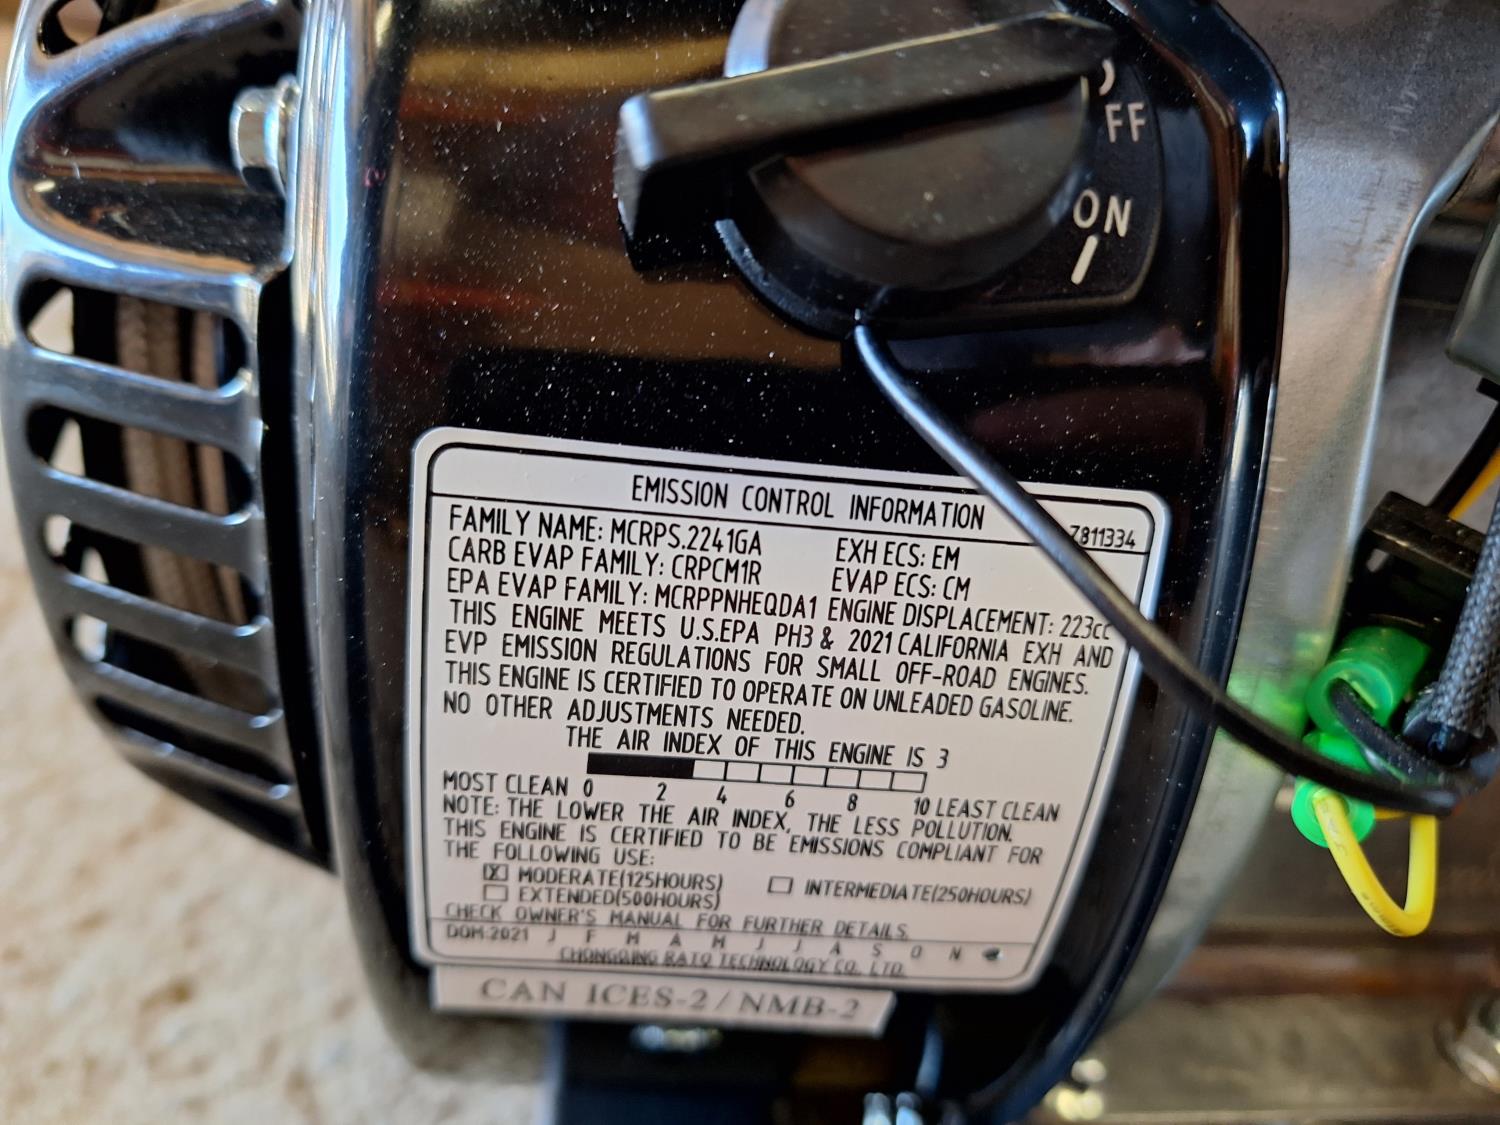 FF
ON
EMISSION CONTROL INFORMATION
7811334
FAMILY NAME: MCRPS.2241GA EXH ECS: EM
CARB EVAP FAMILY: CRPCM1R EVAP ECS: CM
EPA EVAP FAMILY: MCRPPNHEQDA1 ENGINE DISPLACEMENT: 223cc
THIS ENGINE MEETS U.S.EPA PH3 & 2021 CALIFORNIA EXH AND
EVP EMISSION REGULATIONS FOR SMALL OFF-ROAD ENGINES.
THIS ENGINE IS CERTIFIED TO OPERATE ON UNLEADED GASOLINE.
NO OTHER ADJUSTMENTS NEEDED.
THE AIR INDEX OF THIS ENGINE IS 3
MOST CLEAN 0 2 4 6 8 10 LEAST CLEAN
NOTE: THE LOWER THE AIR INDEX, THE LESS POLLUTION.
THIS ENGINE IS CERTIFIED TO BE EMISSIONS COMPLIANT FOR
THE FOLLOWING USE:
MODERATE(125HOURS) INTERMEDIATE(250HOURS)
EXTENDED(500HOURS)
CHECK OWNER'S MANUAL FOR FURTHER DETAILS.
DOM:2021 J F M A M J J A S O N
CHONGQING RATO TECHNOLOGY CO., LTD.
CAN ICES-2/NMB-2